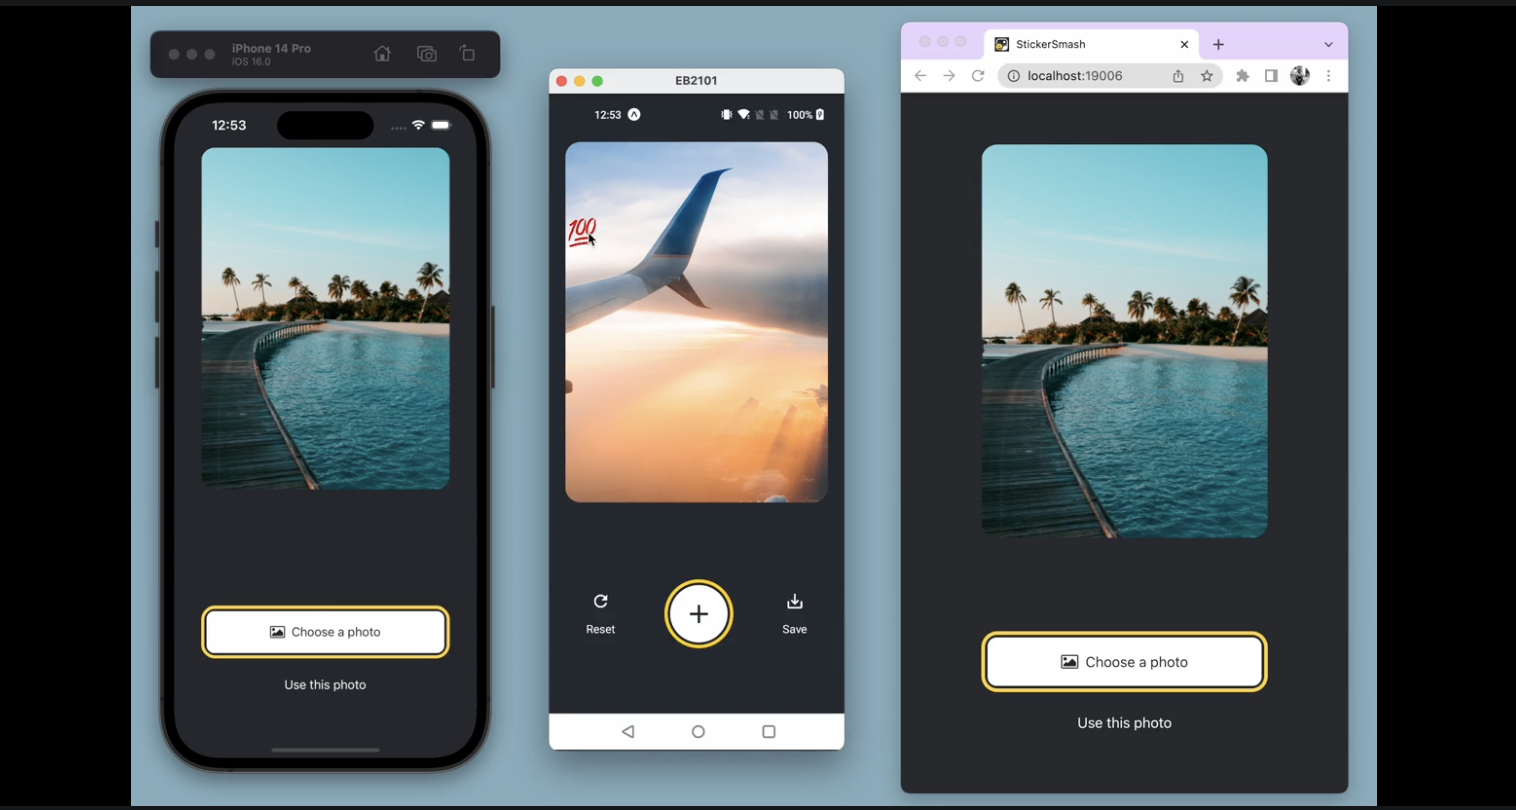 iPhone 14 Pro
iOS 16.0
12:53
Choose a photo
Use this photo
EB2101
12:53
100%
💯
Reset
Save
StickerSmash
localhost:19006
Choose a photo
Use this photo